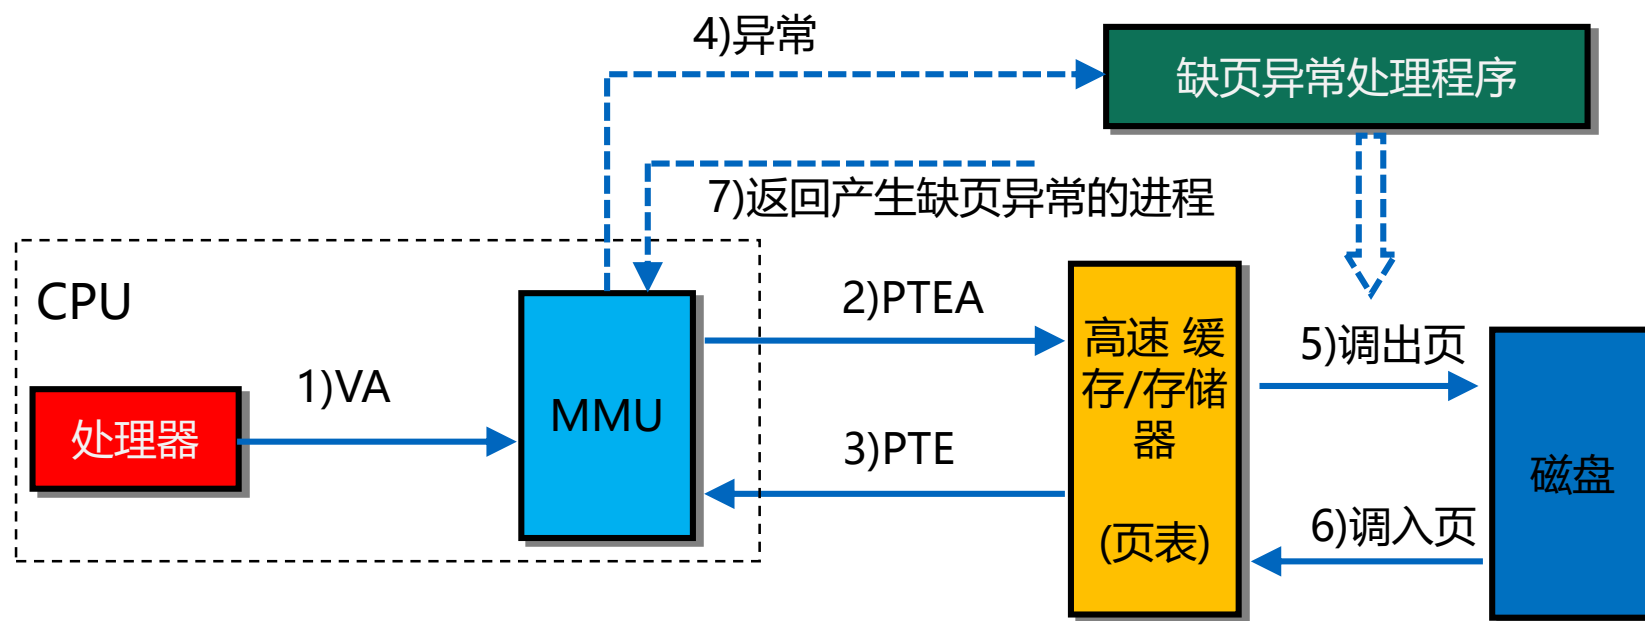 4)异常
缺页异常处理程序
7)返回产生缺页异常的进程
CPU
2)PTEA
高速 缓
存/存储
器
(页表)
5)调出页
1)VA
MMU
处理器
3)PTE
磁盘
6)调入页